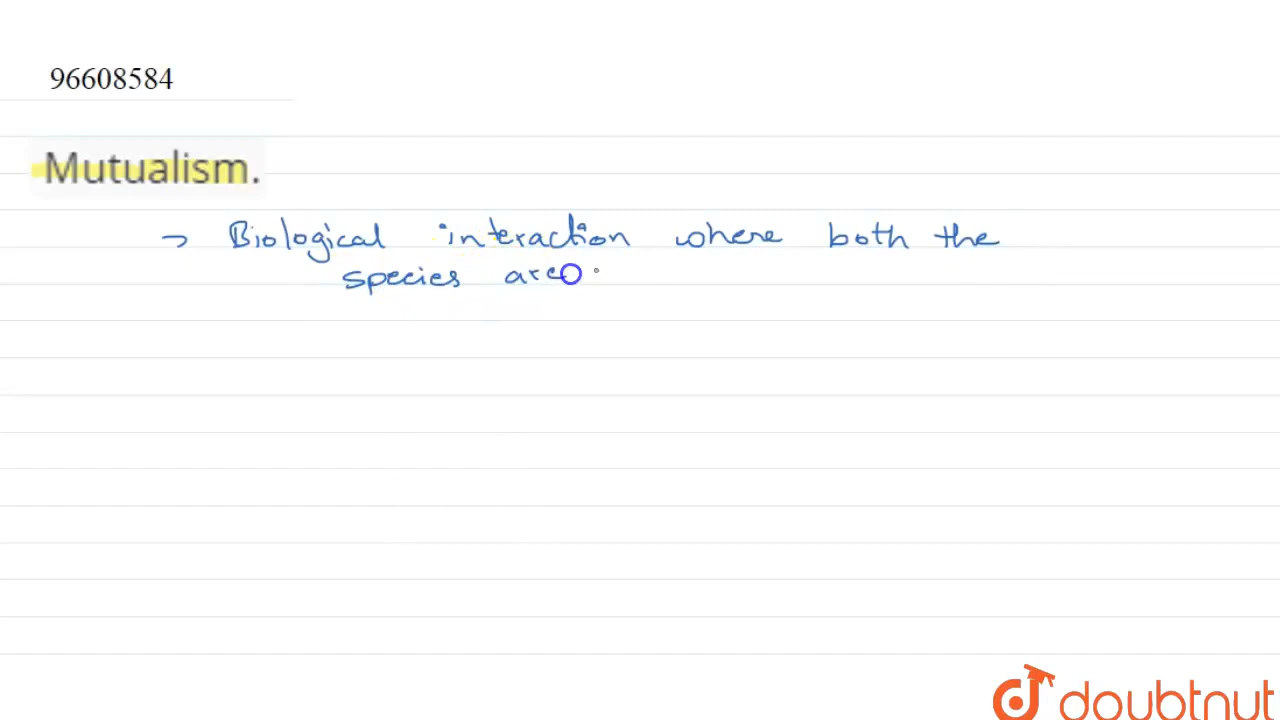 96608584
Mutualism.
→ Biological interaction where both the
species are
doubtnut